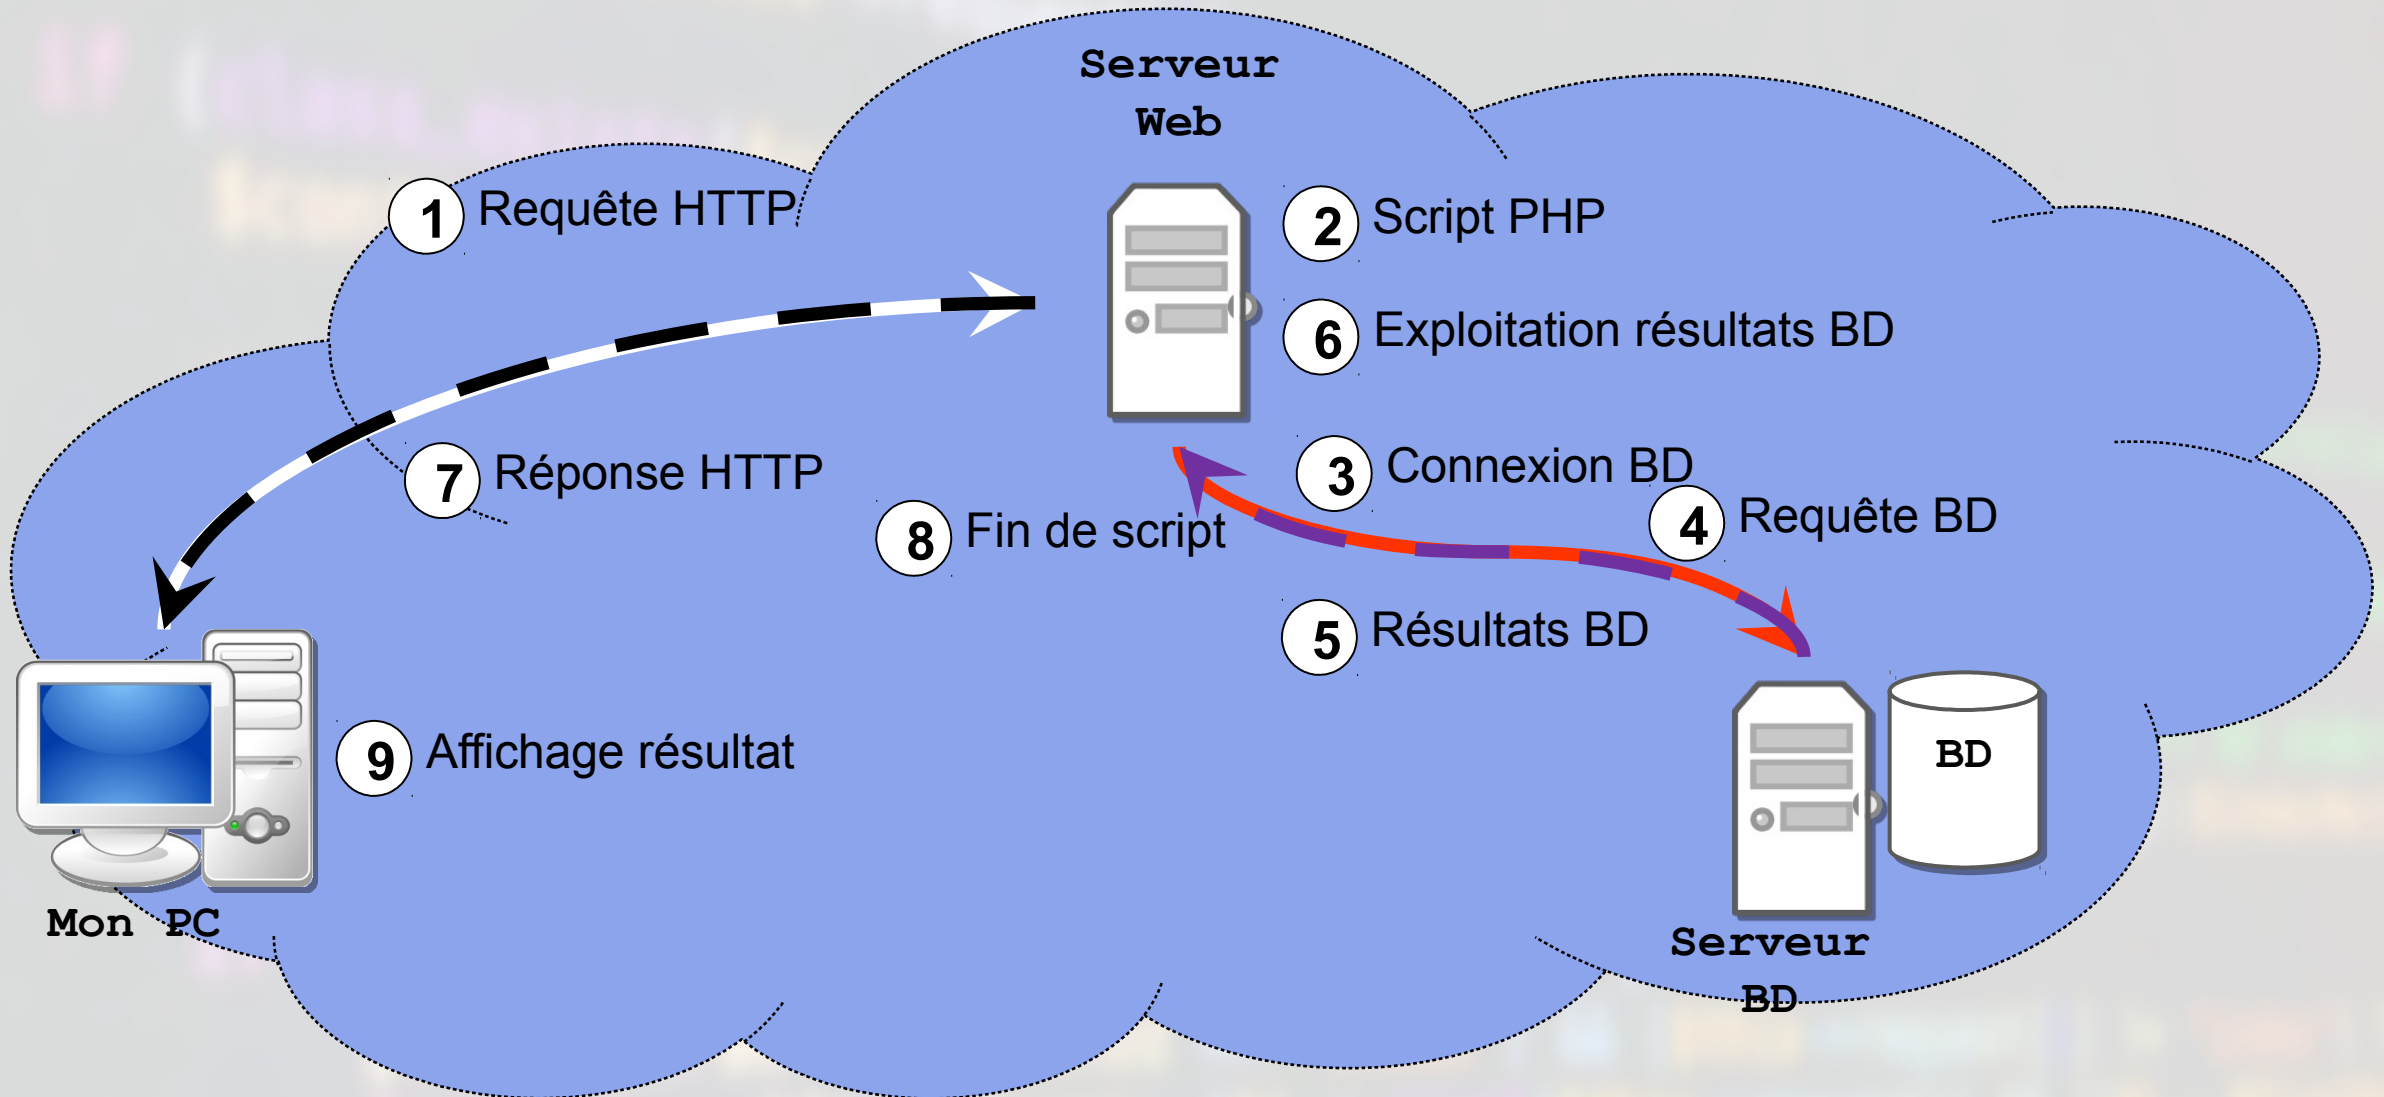 Serveur
Web
1 Requête HTTP
2 Script PHP
6 Exploitation résultats BD
7 Réponse HTTP
3 Connexion BD
4 Requête BD
8 Fin de script
5 Résultats BD
9 Affichage résultat
BD
Mon PC
Serveur
BD